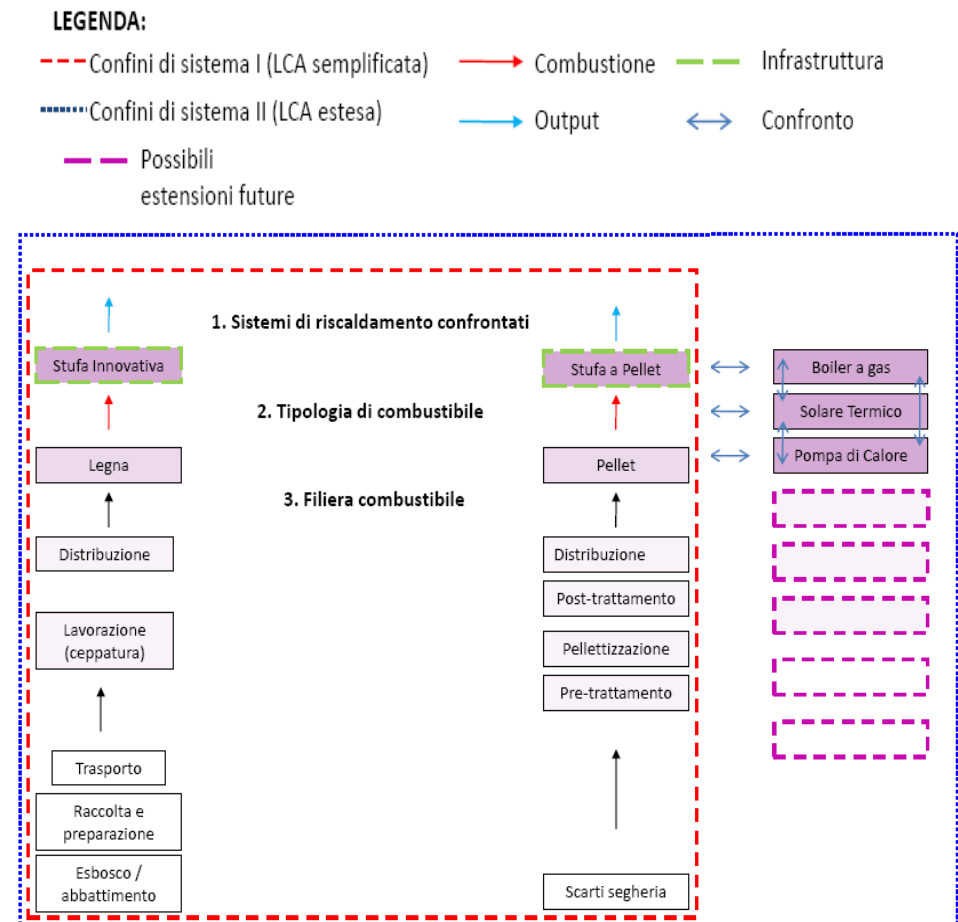 LEGENDA:
Confini di sistema I (LCA semplificata)
Combustione
Infrastruttura
Confini di sistema II (LCA estesa)
Output
Confronto
Possibili
estensioni future
1. Sistemi di riscaldamento confrontati
Stufa Innovativa
Stufa a Pellet
Boiler a gas
2. Tipologia di combustibile
Solare Termico
Legna
Pellet
Pompa di Calore
3. Filiera combustibile
Distribuzione
Distribuzione
Post-trattamento
Lavorazione
(ceppatura)
Pellettizzazione
Pre-trattamento
Trasporto
Raccolta e
preparazione
Esbosco /
abbattimento
Scarti segheria